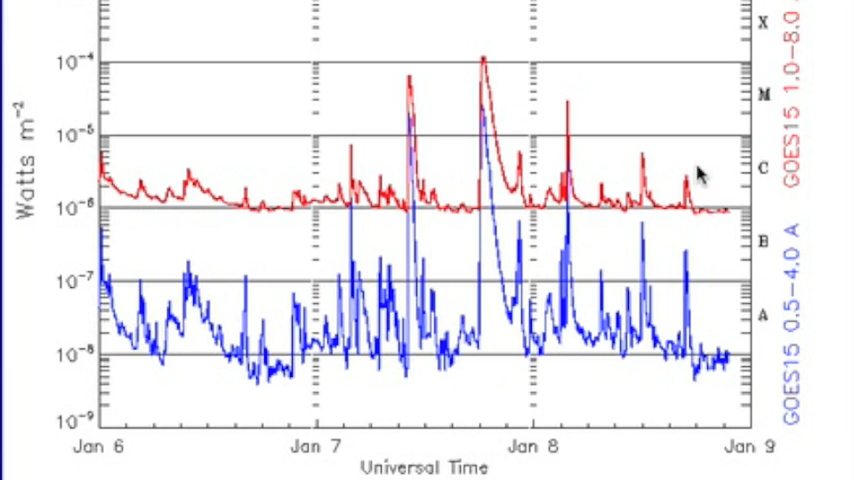 X
10⁻⁴
M
10⁻⁵
C
10⁻⁶
B
10⁻⁷
A
10⁻⁸
10⁻⁹
Watts m⁻²
Jan 6 Jan 7 Jan 8 Jan 9
Universal Time
GOES15 1.0–8.0
GOES15 0.5–4.0 A